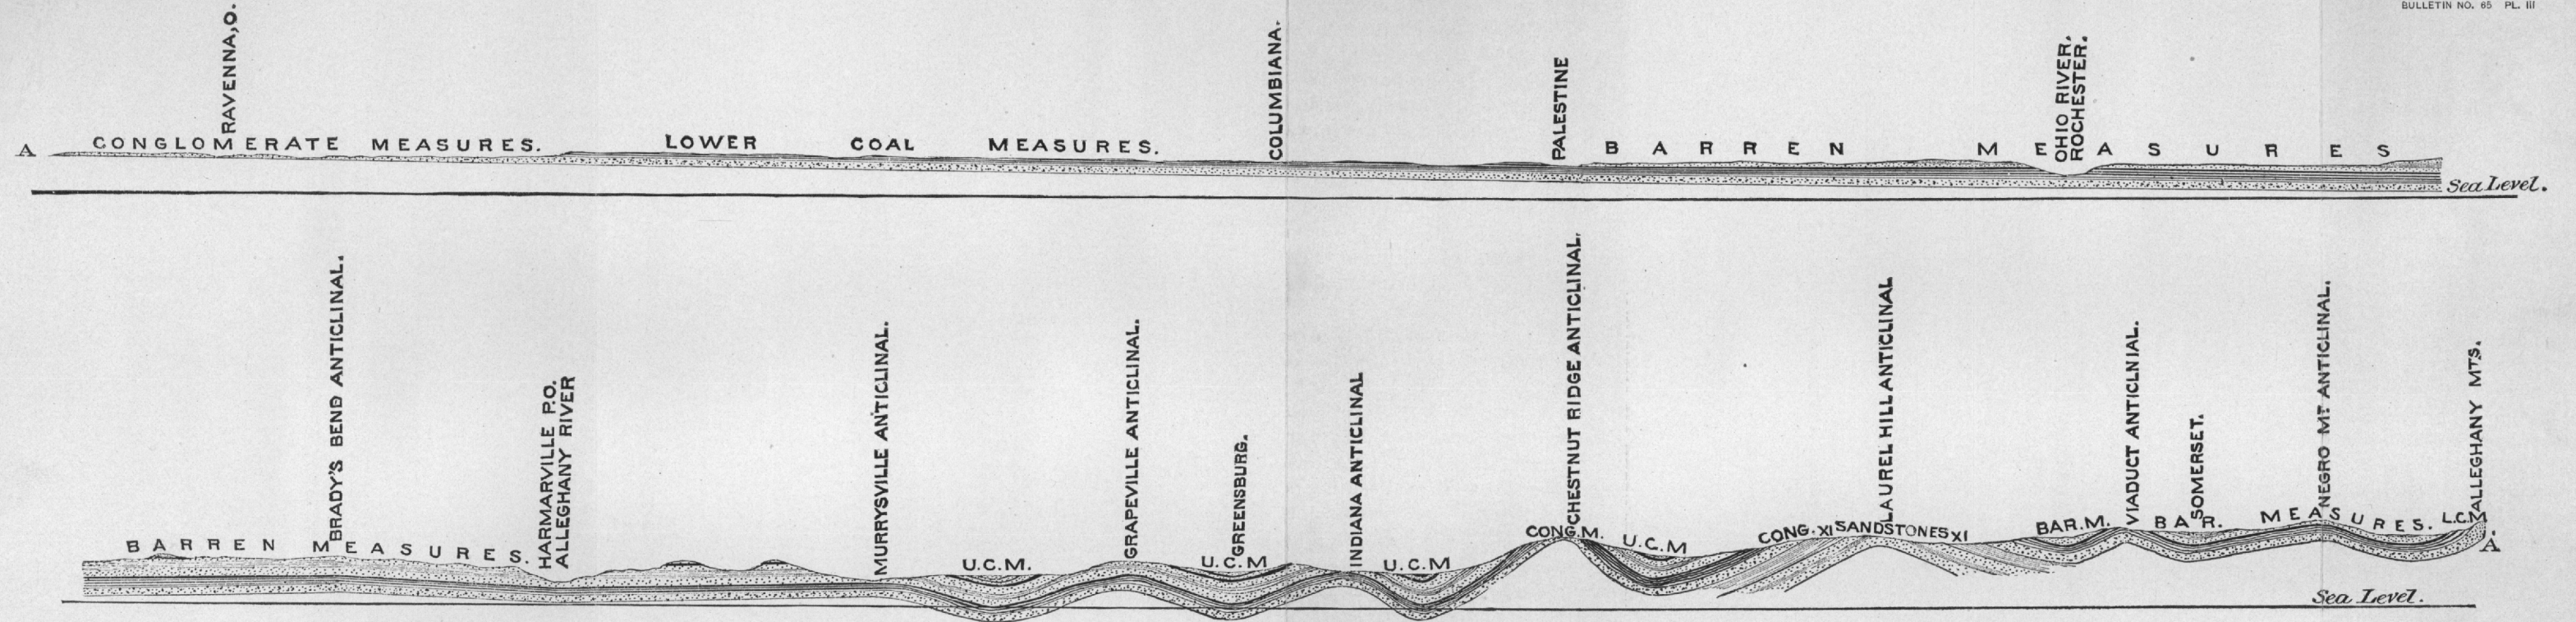 BULLETIN NO. 65 PL. III
RAVENNA, O.
COLUMBIANA.
PALESTINE
OHIO RIVER.
ROCHESTER.
A CONGLOMERATE MEASURES. LOWER COAL MEASURES. BARREN MEASURES
Sea Level.
BRADY'S BEND ANTICLINAL.
HARMARVILLE P.O.
ALLEGHANY RIVER
MURRYSVILLE ANTICLINAL.
GRAPEVILLE ANTICLINAL.
GREENSBURG.
INDIANA ANTICLINAL
CHESTNUT RIDGE ANTICLINAL.
LAUREL HILL ANTICLINAL
VIADUCT ANTICLNIAL.
SOMERSET.
NEGRO MT ANTICLINAL.
ALLEGHANY MTS.
BARREN MEASURES. U.C.M. U.C.M U.C.M CONG.M. U.C.M CONG. XI SANDSTONES XI BAR.M. BAR. MEASURES. L.C.M
A'
Sea Level.